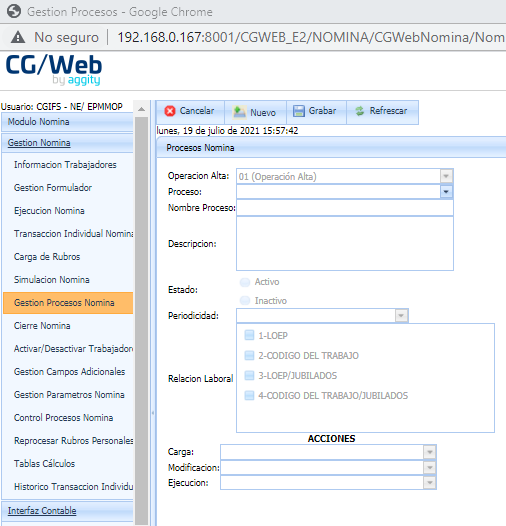 Gestion Procesos - Google Chrome
No seguro 192.168.0.167:8001/CGWEB_E2/NOMINA/CGWebNomina/Nom
CG/Web
by aggity
Usuario: CGIFS - NE/ EPMMOP
Modulo Nomina
Gestion Nomina
Informacion Trabajadores
Gestion Formulador
Ejecucion Nomina
Transaccion Individual Nomina
Carga de Rubros
Simulacion Nomina
Gestion Procesos Nomina
Cierre Nomina
Activar/Desactivar Trabajador
Gestion Campos Adicionales
Gestion Parametros Nomina
Control Procesos Nomina
Reprocesar Rubros Personales
Tablas Cálculos
Historico Transaccion Individu
Interfaz Contable
Cancelar Nuevo Grabar Refrescar
lunes, 19 de julio de 2021 15:57:42
Procesos Nomina
Operacion Alta: 01 (Operación Alta)
Proceso:
Nombre Proceso:
Descripcion:
Estado: Activo
Inactivo
Periodicidad:
Relacion Laboral
1-LOEP
2-CODIGO DEL TRABAJO
3-LOEP/JUBILADOS
4-CODIGO DEL TRABAJO/JUBILADOS
ACCIONES
Carga:
Modificacion:
Ejecucion: